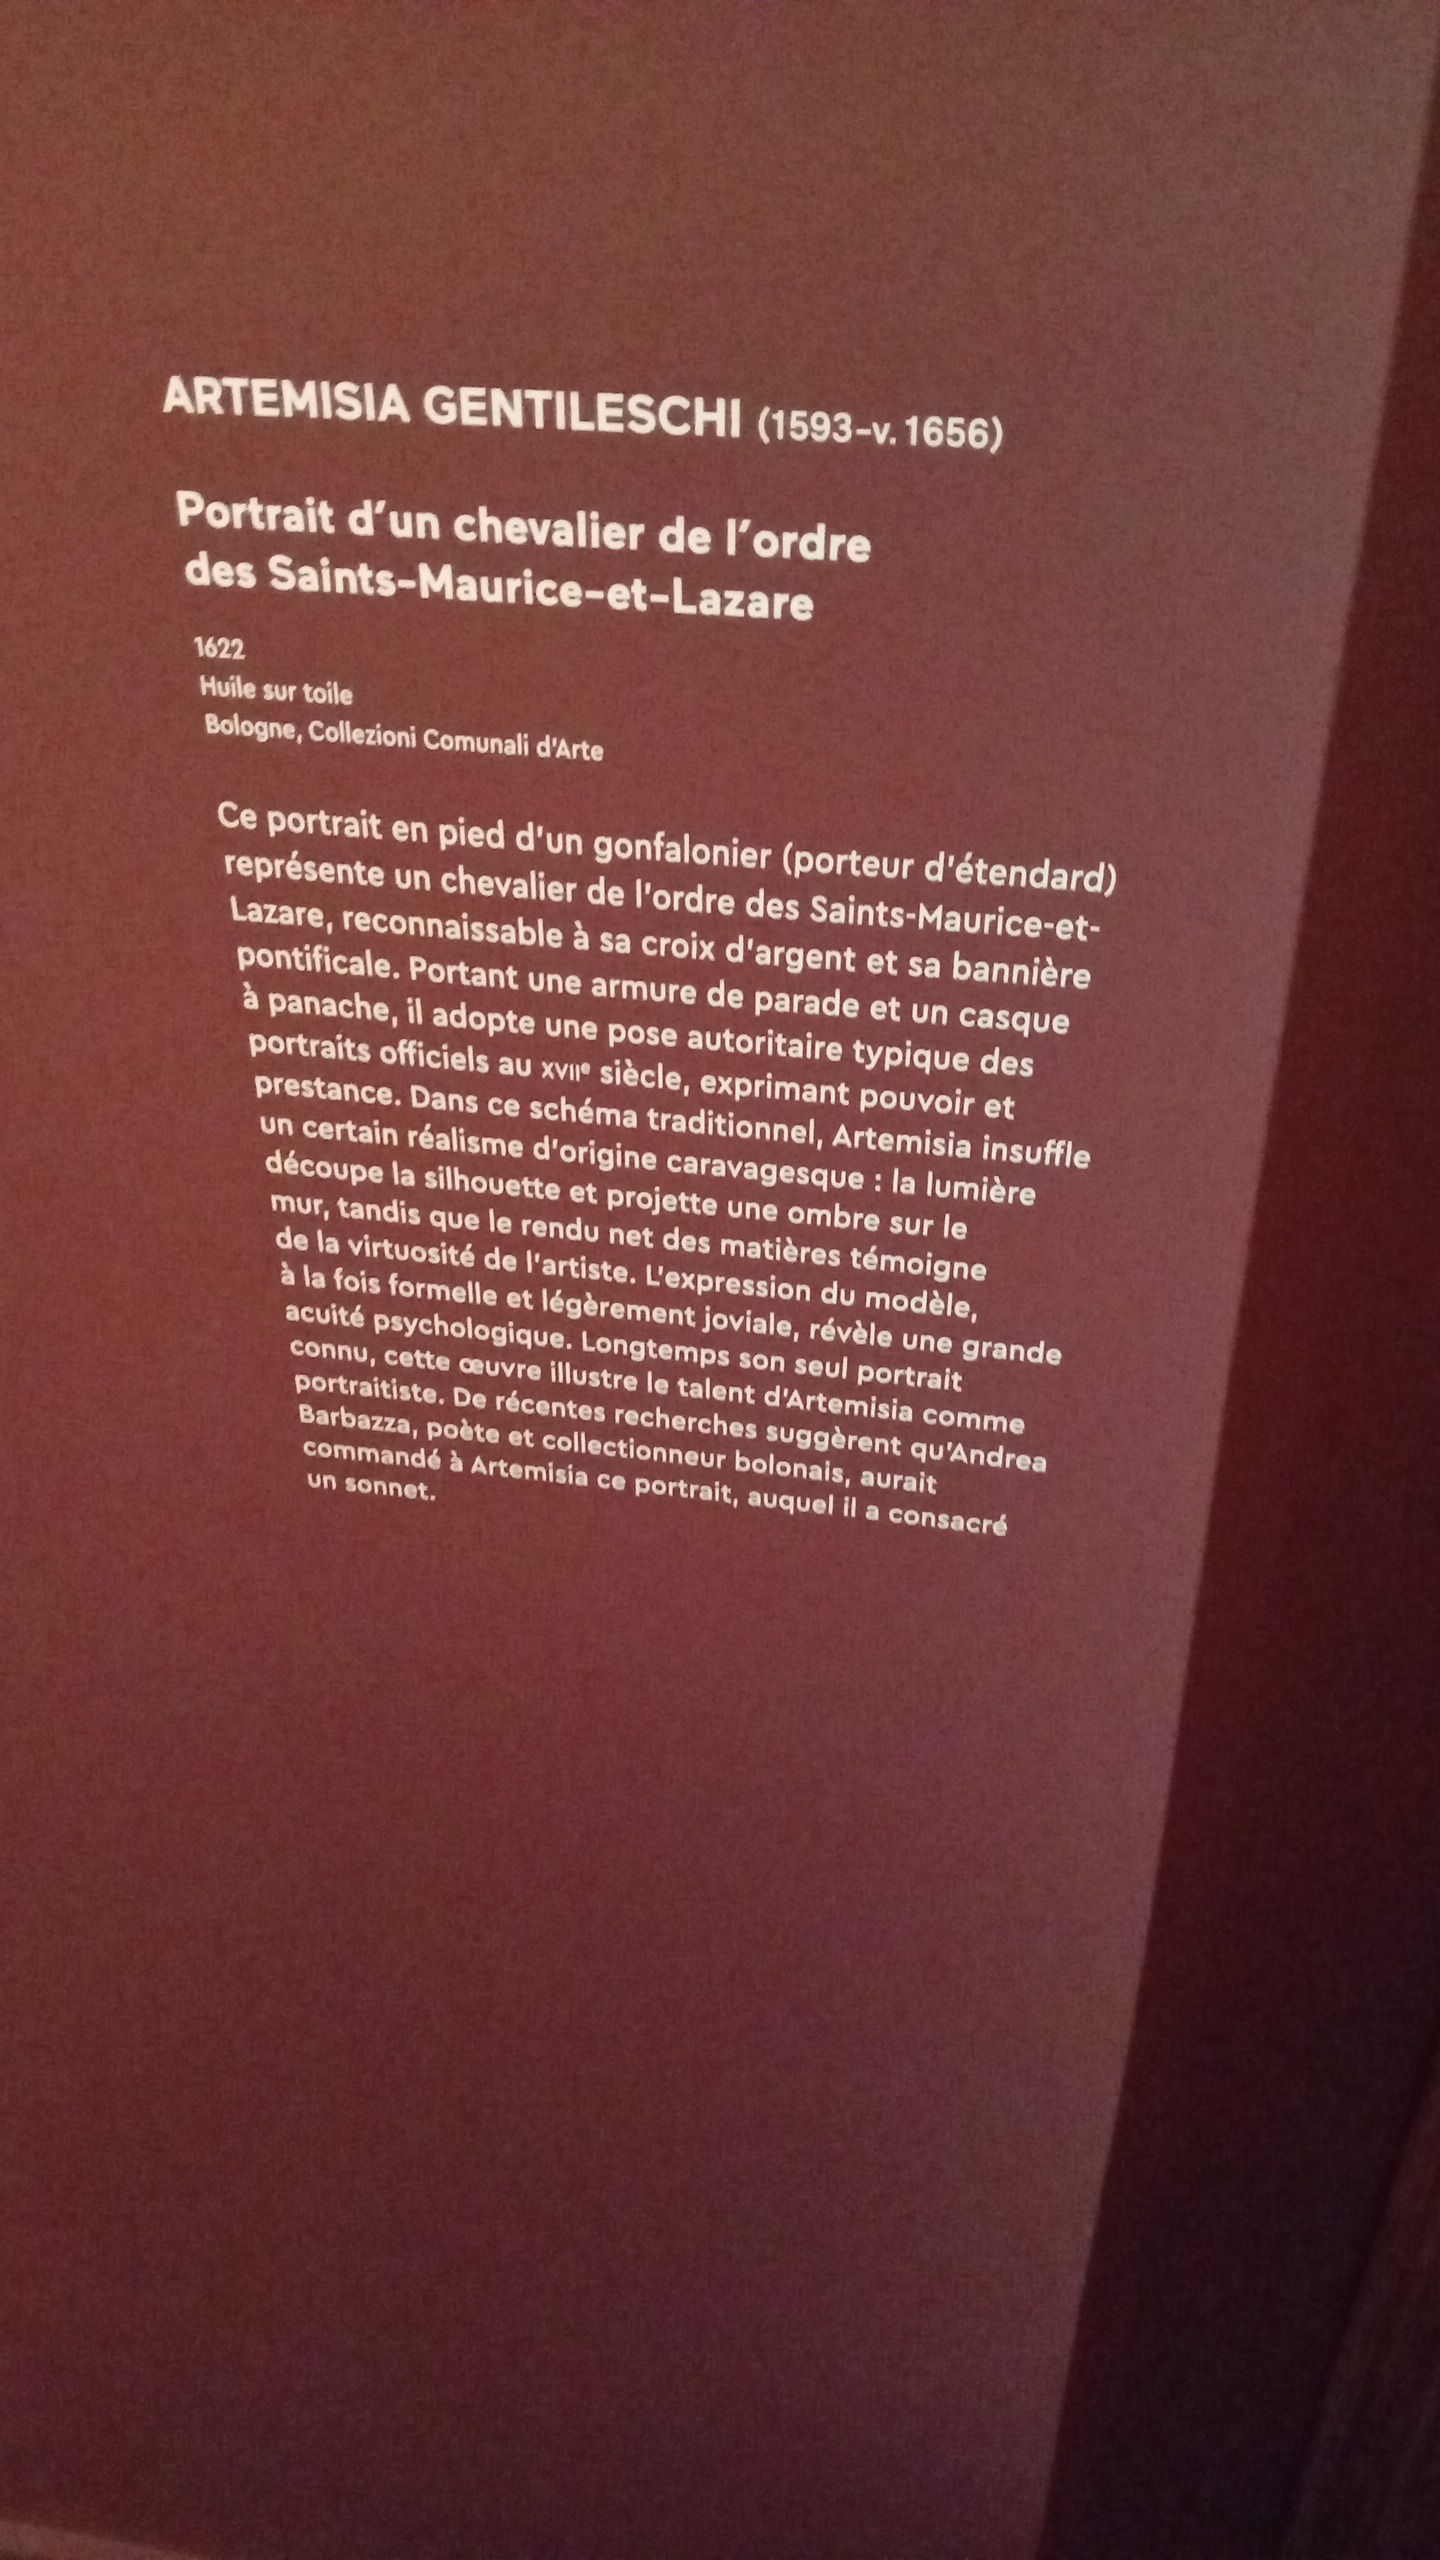 ARTEMISIA GENTILESCHI (1593-v. 1656)
Portrait d'un chevalier de l'ordre
des Saints-Maurice-et-Lazare
1622
Huile sur toile
Bologne, Collezioni Comunali d'Arte
Ce portrait en pied d'un gonfalonier (porteur d'étendard)
représente un chevalier de l'ordre des Saints-Maurice-et-
Lazare, reconnaissable à sa croix d'argent et sa bannière
pontificale. Portant une armure de parade et un casque
à panache, il adopte une pose autoritaire typique des
portraits officiels au XVIIe siècle, exprimant pouvoir et
prestance. Dans ce schéma traditionnel, Artemisia insuffle
un certain réalisme d'origine caravagesque : la lumière
découpe la silhouette et projette une ombre sur le
mur, tandis que le rendu net des matières témoigne
de la virtuosité de l'artiste. L'expression du modèle,
à la fois formelle et légèrement joviale, révèle une grande
acuité psychologique. Longtemps son seul portrait
connu, cette œuvre illustre le talent d'Artemisia comme
portraitiste. De récentes recherches suggèrent qu'Andrea
Barbazza, poète et collectionneur bolonais, aurait
commandé à Artemisia ce portrait, auquel il a consacré
un sonnet.